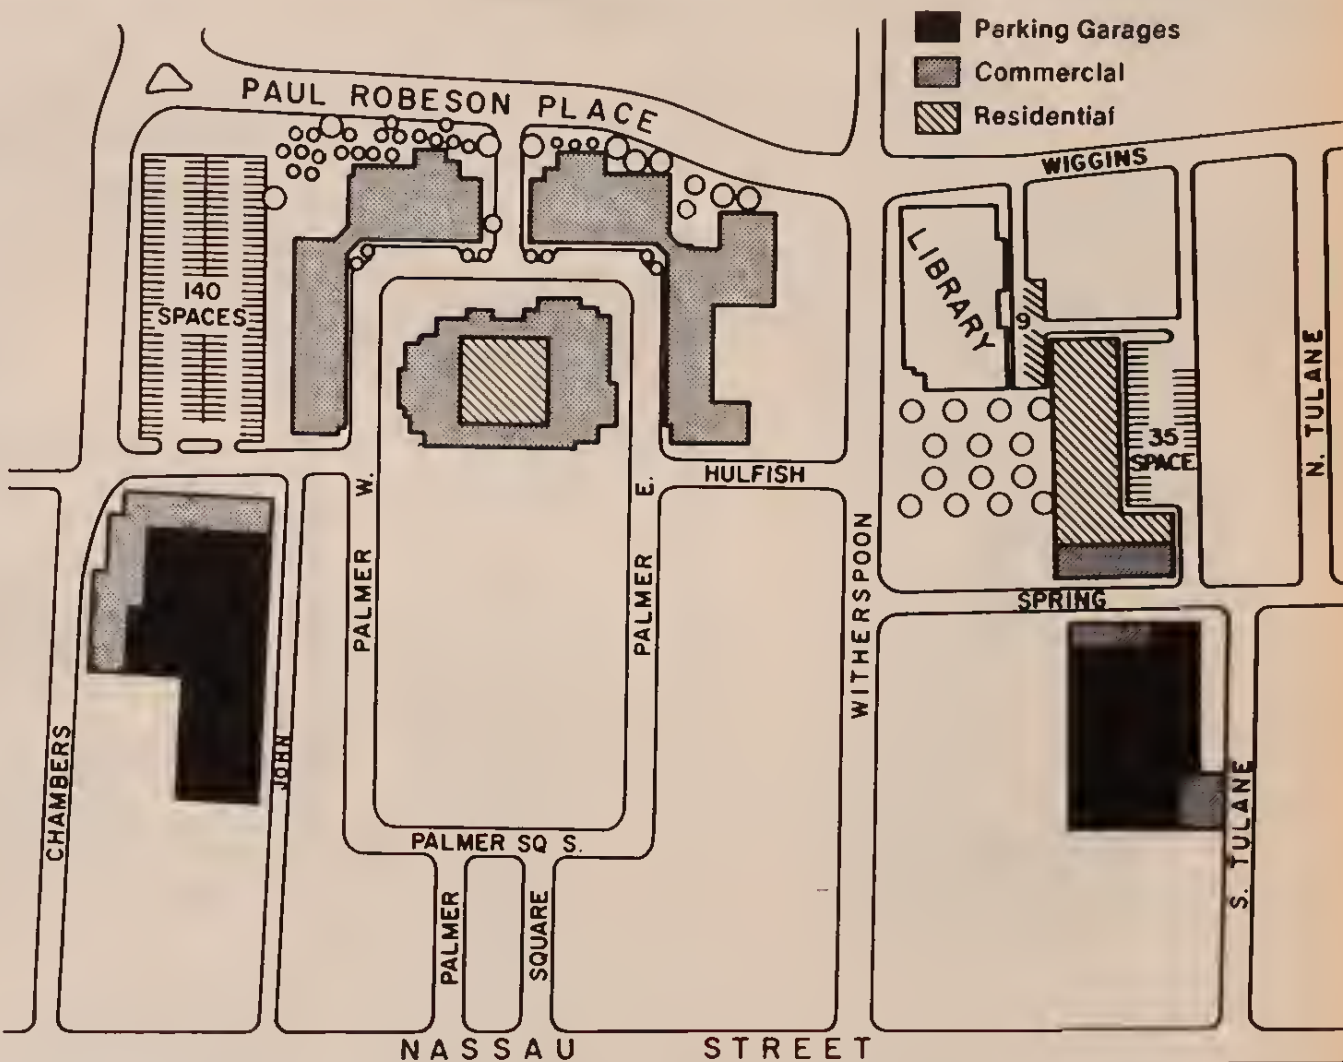 Parking Garages
Commercial
Residential
PAUL ROBESON PLACE
WIGGINS
LIBRARY
140
SPACES
9
N. TULANE
35
SPACE
HULFISH
PALMER W.
PALMER E.
WITHERSPOON
SPRING
CHAMBERS
JOHN
PALMER SQ S.
S. TULANE
PALMER
SQUARE
NASSAU STREET